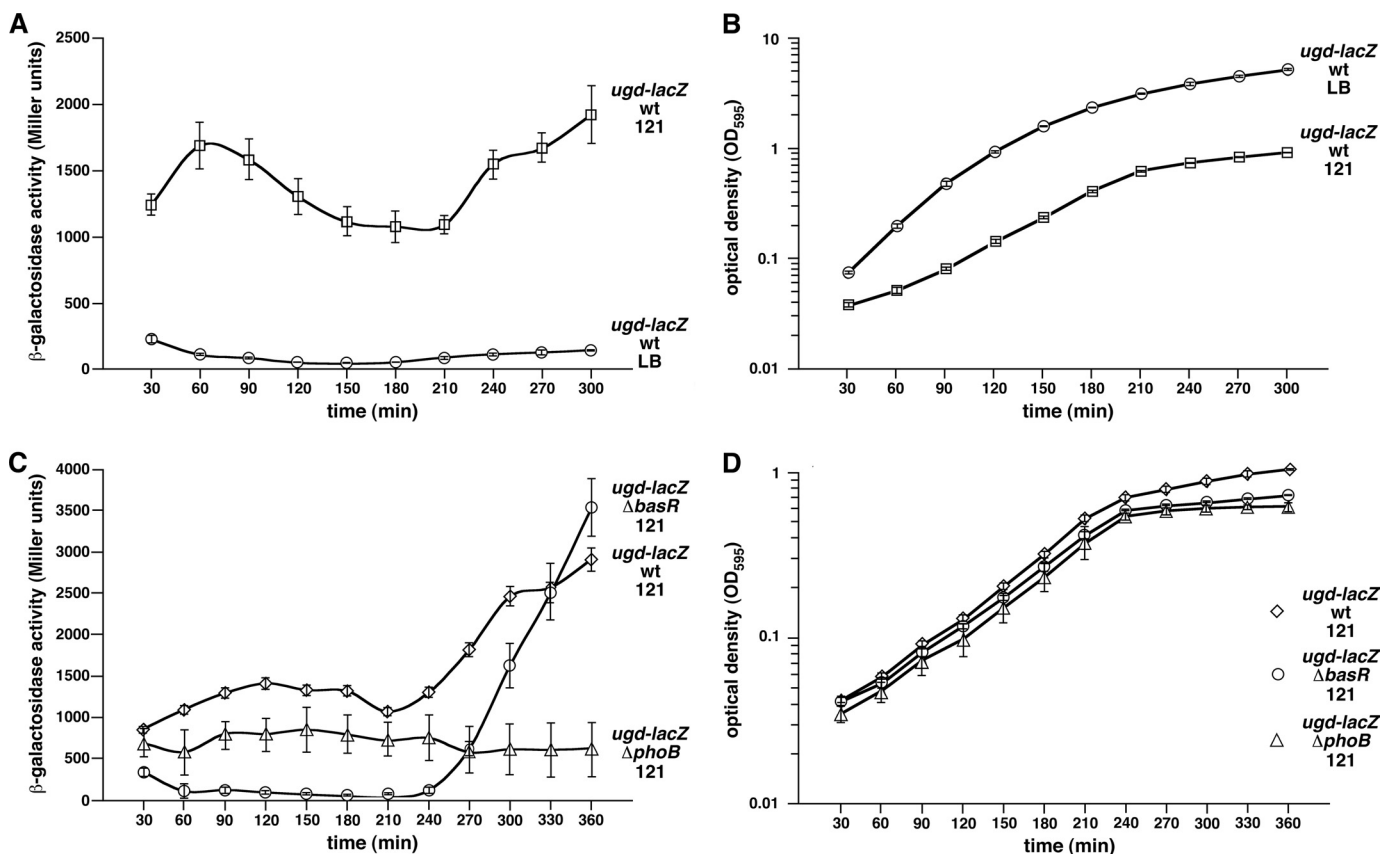 A
β-galactosidase activity (Miller units)
2500
2000
1500
1000
500
0
30 60 90 120 150 180 210 240 270 300
time (min)
ugd-lacZ
wt
121
ugd-lacZ
wt
LB
B
optical density (OD595)
10
1
0.1
0.01
30 60 90 120 150 180 210 240 270 300
time (min)
ugd-lacZ
wt
LB
ugd-lacZ
wt
121
C
β-galactosidase activity (Miller units)
4000
3500
3000
2500
2000
1500
1000
500
0
30 60 90 120 150 180 210 240 270 300 330 360
time (min)
ugd-lacZ
ΔbasR
121
ugd-lacZ
wt
121
ugd-lacZ
ΔphoB
121
D
optical density (OD595)
1
0.1
0.01
30 60 90 120 150 180 210 240 270 300 330 360
time (min)
ugd-lacZ
wt
121
ugd-lacZ
ΔbasR
121
ugd-lacZ
ΔphoB
121